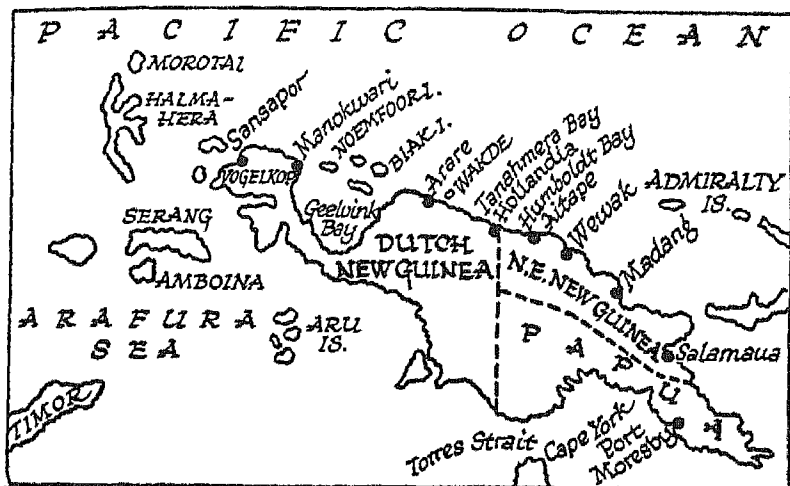 PACIFIC OCEAN
MOROTAI
HALMA-
HERA
Sansapor
Manokwari
NOEMFOOR I.
BIAK I.
Arare
WAKDE
Tanahmera Bay
Hollandia
Humboldt Bay
Aitape
Wewak
ADMIRALTY
IS.
Madang
VOGELKOP
Geelvink
Bay
SERANG
AMBOINA
DUTCH
NEW GUINEA
N.E. NEW GUINEA
ARAFURA
SEA
ARU
IS.
PAPUA
Salamaua
TIMOR
Torres Strait
Cape York
Port
Moresby